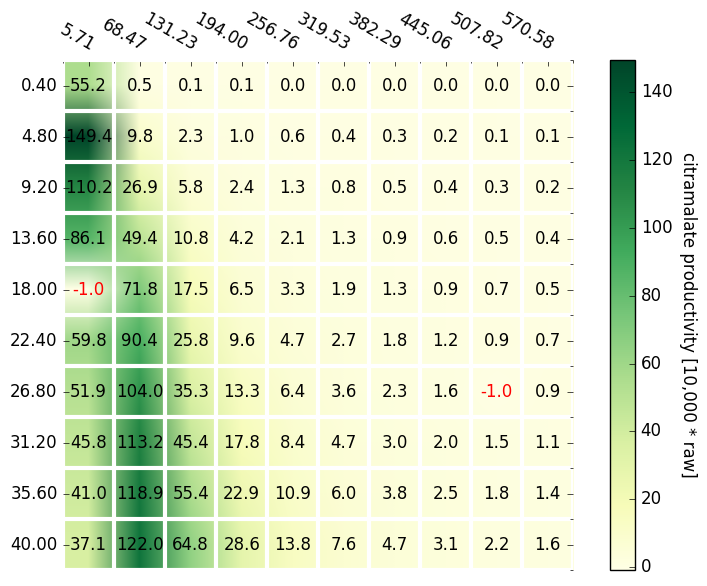 5.71 68.47 131.23 194.00 256.76 319.53 382.29 445.06 507.82 570.58
0.40 55.2 0.5 0.1 0.1 0.0 0.0 0.0 0.0 0.0 0.0
4.80 149.4 9.8 2.3 1.0 0.6 0.4 0.3 0.2 0.1 0.1
9.20 110.2 26.9 5.8 2.4 1.3 0.8 0.5 0.4 0.3 0.2
13.60 86.1 49.4 10.8 4.2 2.1 1.3 0.9 0.6 0.5 0.4
18.00 -1.0 71.8 17.5 6.5 3.3 1.9 1.3 0.9 0.7 0.5
22.40 59.8 90.4 25.8 9.6 4.7 2.7 1.8 1.2 0.9 0.7
26.80 51.9 104.0 35.3 13.3 6.4 3.6 2.3 1.6 -1.0 0.9
31.20 45.8 113.2 45.4 17.8 8.4 4.7 3.0 2.0 1.5 1.1
35.60 41.0 118.9 55.4 22.9 10.9 6.0 3.8 2.5 1.8 1.4
40.00 37.1 122.0 64.8 28.6 13.8 7.6 4.7 3.1 2.2 1.6
140
120
100
80
60
40
20
0
citramalate productivity [10,000 * raw]